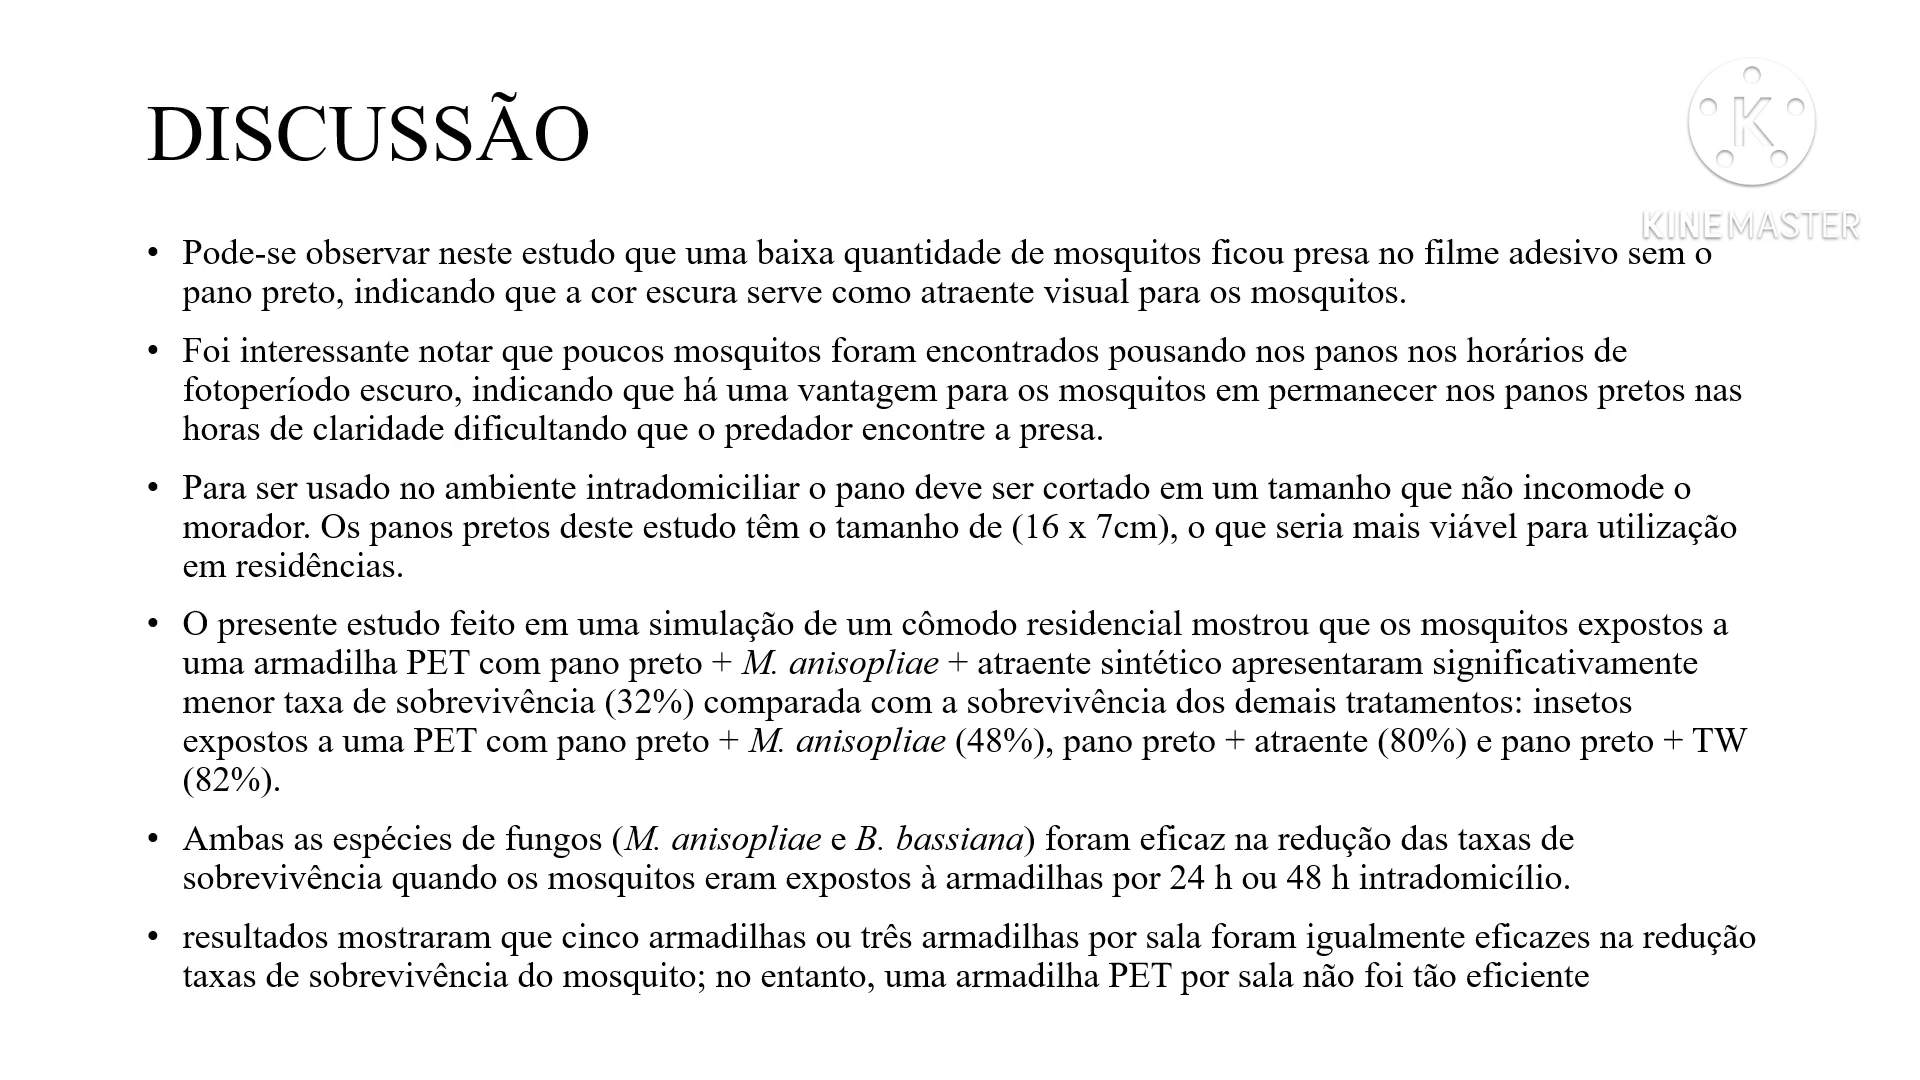 DISCUSSÃO
K
KINEMASTER
• Pode-se observar neste estudo que uma baixa quantidade de mosquitos ficou presa no filme adesivo sem o
pano preto, indicando que a cor escura serve como atraente visual para os mosquitos.
• Foi interessante notar que poucos mosquitos foram encontrados pousando nos panos nos horários de
fotoperíodo escuro, indicando que há uma vantagem para os mosquitos em permanecer nos panos pretos nas
horas de claridade dificultando que o predador encontre a presa.
• Para ser usado no ambiente intradomiciliar o pano deve ser cortado em um tamanho que não incomode o
morador. Os panos pretos deste estudo têm o tamanho de (16 x 7cm), o que seria mais viável para utilização
em residências.
• O presente estudo feito em uma simulação de um cômodo residencial mostrou que os mosquitos expostos a
uma armadilha PET com pano preto + M. anisopliae + atraente sintético apresentaram significativamente
menor taxa de sobrevivência (32%) comparada com a sobrevivência dos demais tratamentos: insetos
expostos a uma PET com pano preto + M. anisopliae (48%), pano preto + atraente (80%) e pano preto + TW
(82%).
• Ambas as espécies de fungos (M. anisopliae e B. bassiana) foram eficaz na redução das taxas de
sobrevivência quando os mosquitos eram expostos à armadilhas por 24 h ou 48 h intradomicílio.
• resultados mostraram que cinco armadilhas ou três armadilhas por sala foram igualmente eficazes na redução
taxas de sobrevivência do mosquito; no entanto, uma armadilha PET por sala não foi tão eficiente